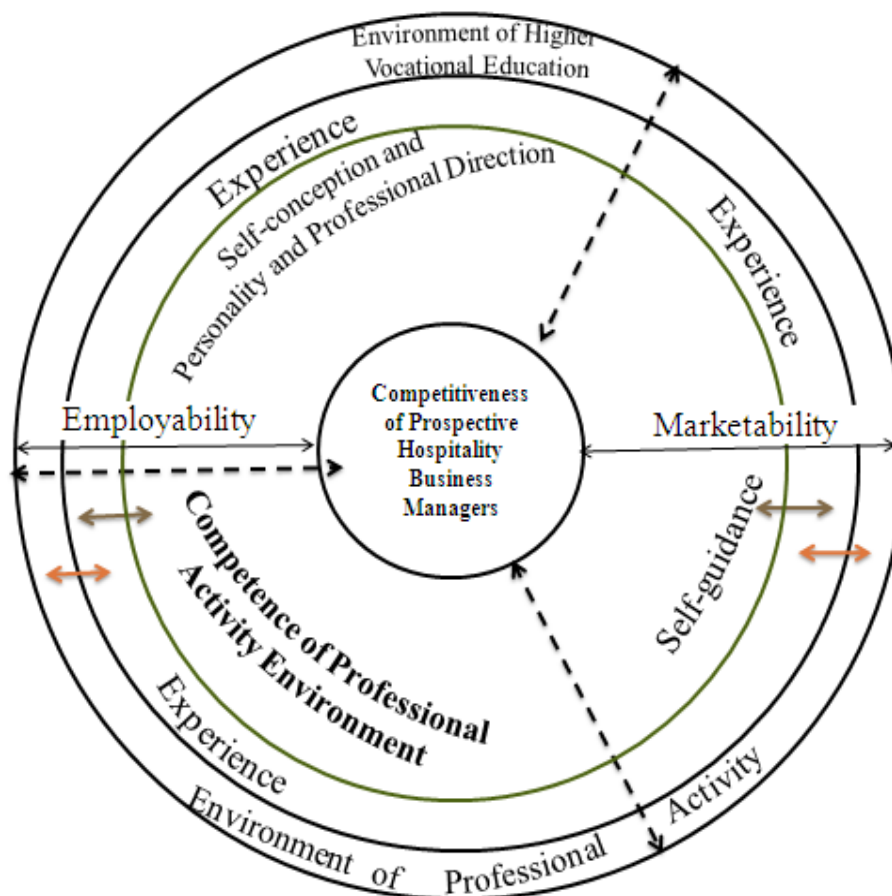 Environment of Higher
Vocational Education
Experience
Self-conception and
Personality and Professional Direction
Experience
Employability
Competitiveness
of Prospective
Hospitality
Business
Managers
Marketability
Competence of Professional
Activity Environment
Self-guidance
Experience
Environment of Professional Activity